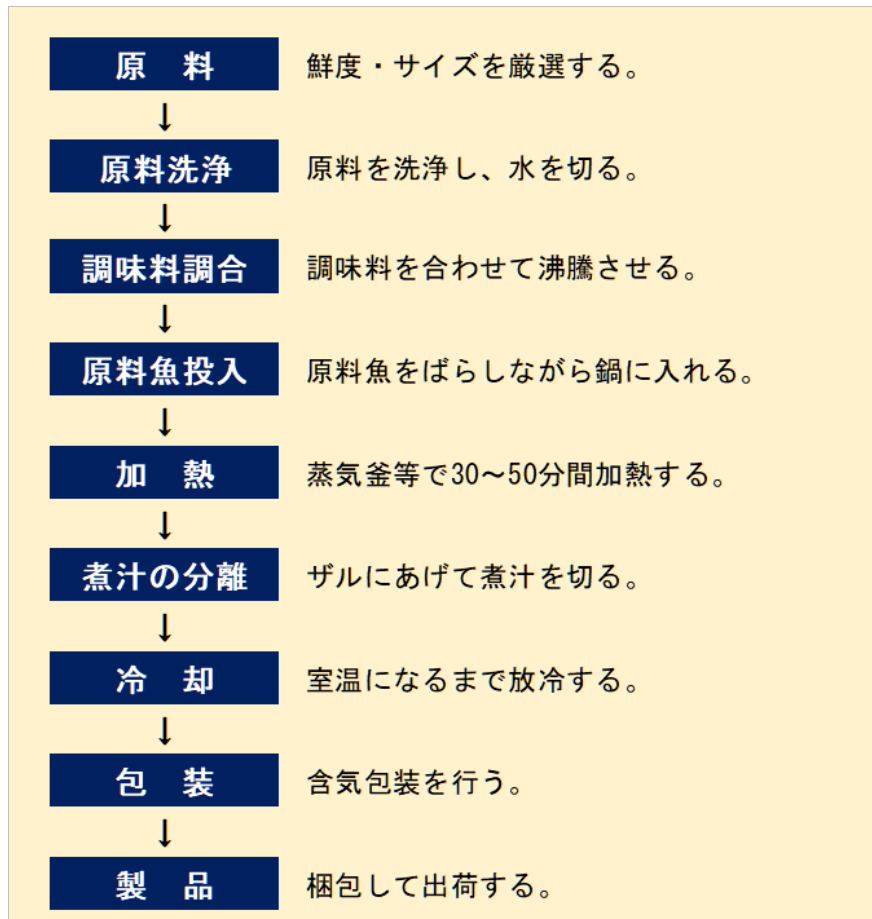 原　料　鮮度・サイズを厳選する。
↓
原料洗浄　原料を洗浄し、水を切る。
↓
調味料調合　調味料を合わせて沸騰させる。
↓
原料魚投入　原料魚をばらしながら鍋に入れる。
↓
加　熱　蒸気釜等で30～50分間加熱する。
↓
煮汁の分離　ザルにあげて煮汁を切る。
↓
冷　却　室温になるまで放冷する。
↓
包　装　含気包装を行う。
↓
製　品　梱包して出荷する。